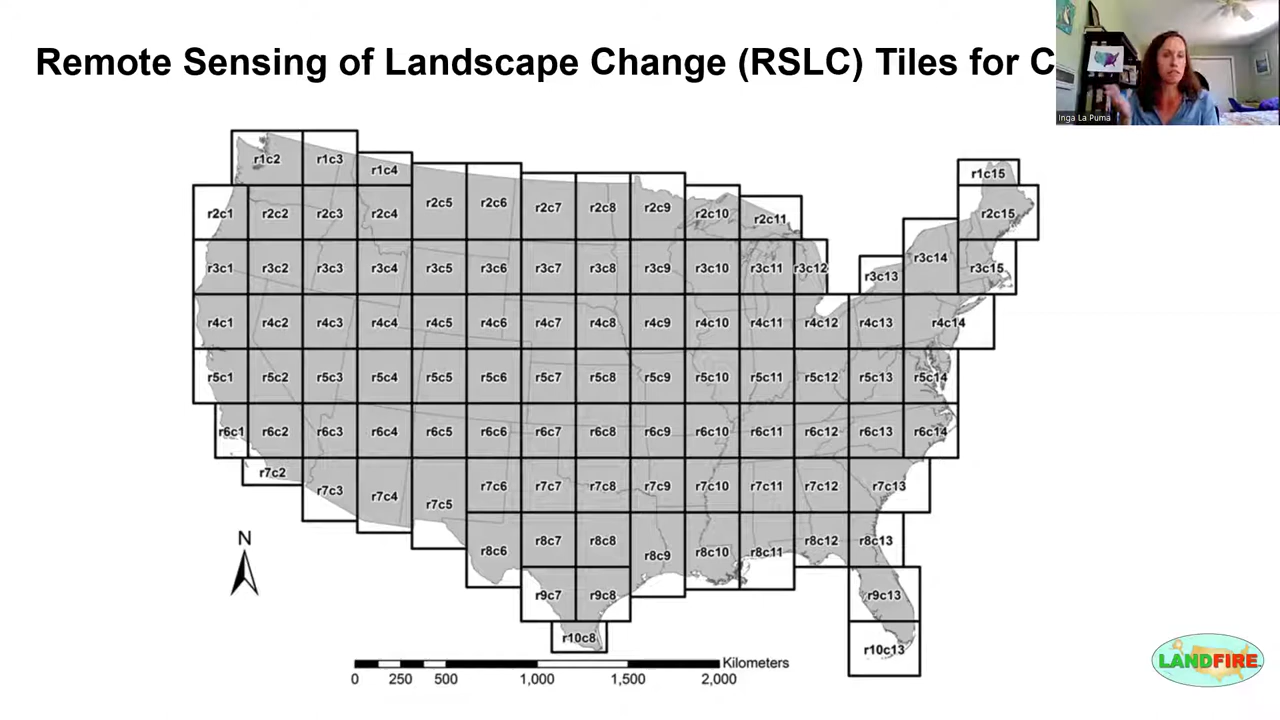 Remote Sensing of Landscape Change (RSLC) Tiles for C
Inga La Puma
r1c2 r1c3 r1c4 r1c15
r2c1 r2c2 r2c3 r2c4 r2c5 r2c6 r2c7 r2c8 r2c9 r2c10 r2c11 r2c15
r3c1 r3c2 r3c3 r3c4 r3c5 r3c6 r3c7 r3c8 r3c9 r3c10 r3c11 r3c12 r3c13 r3c14 r3c15
r4c1 r4c2 r4c3 r4c4 r4c5 r4c6 r4c7 r4c8 r4c9 r4c10 r4c11 r4c12 r4c13 r4c14
r5c1 r5c2 r5c3 r5c4 r5c5 r5c6 r5c7 r5c8 r5c9 r5c10 r5c11 r5c12 r5c13 r5c14
r6c1 r6c2 r6c3 r6c4 r6c5 r6c6 r6c7 r6c8 r6c9 r6c10 r6c11 r6c12 r6c13 r6c14
r7c2 r7c3 r7c4 r7c5 r7c6 r7c7 r7c8 r7c9 r7c10 r7c11 r7c12 r7c13
r8c6 r8c7 r8c8 r8c9 r8c10 r8c11 r8c12 r8c13
N
r9c7 r9c8 r9c13
r10c8 r10c13
Kilometers
0 250 500 1,000 1,500 2,000
LANDFIRE